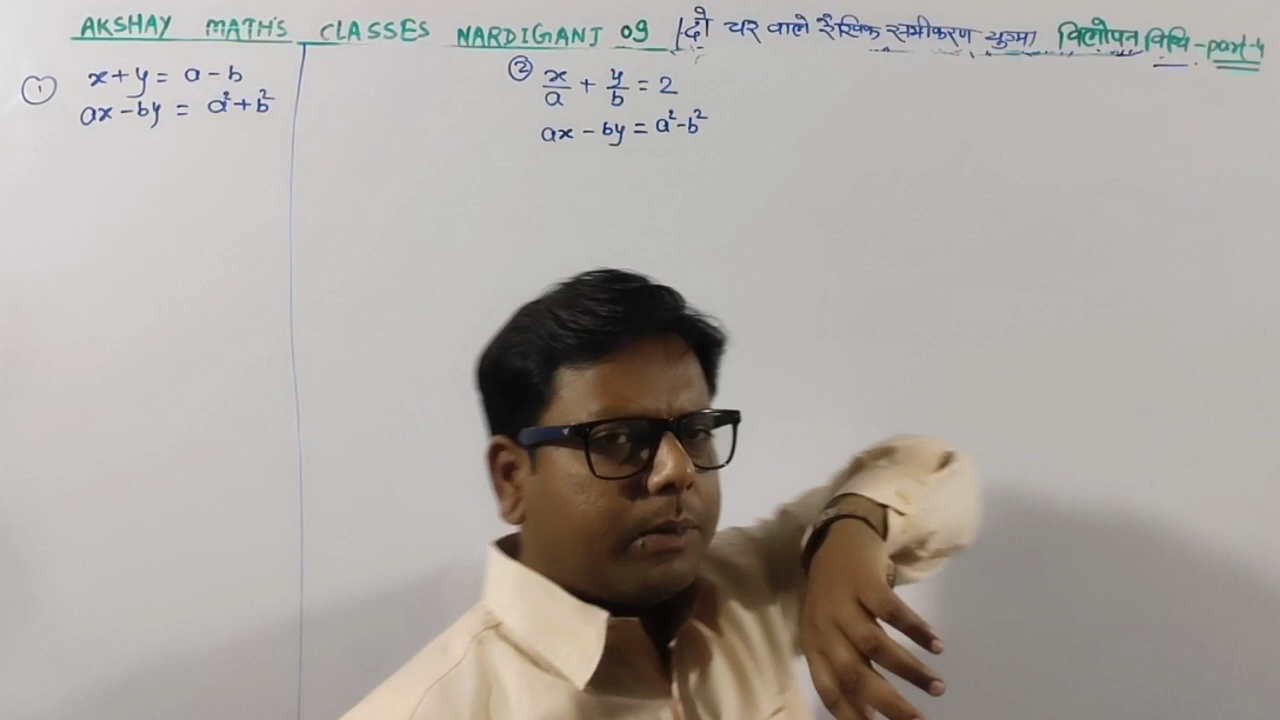 AKSHAY MATH'S CLASSES NARDIGANJ 09 / दो चर वाले रैखिक समीकरण युग्म विलोपन विधि - part-4
① x + y = a - b
ax - by = a² + b²
② x/a + y/b = 2
ax - by = a² - b²